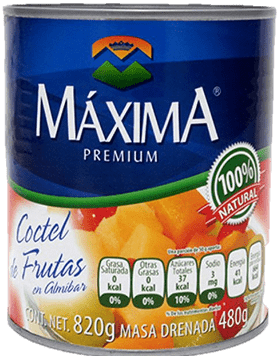 MÁXIMA®
PREMIUM
100%
NATURAL
Coctel
de Frutas
en Almíbar
Grasa Saturada 0 kcal 0%
Otras Grasas 0 kcal 0%
Azúcares Totales 37 kcal 10%
Sodio 3 mg 0%
Energía 41 kcal
CONT. NET. 820g MASA DRENADA 480g